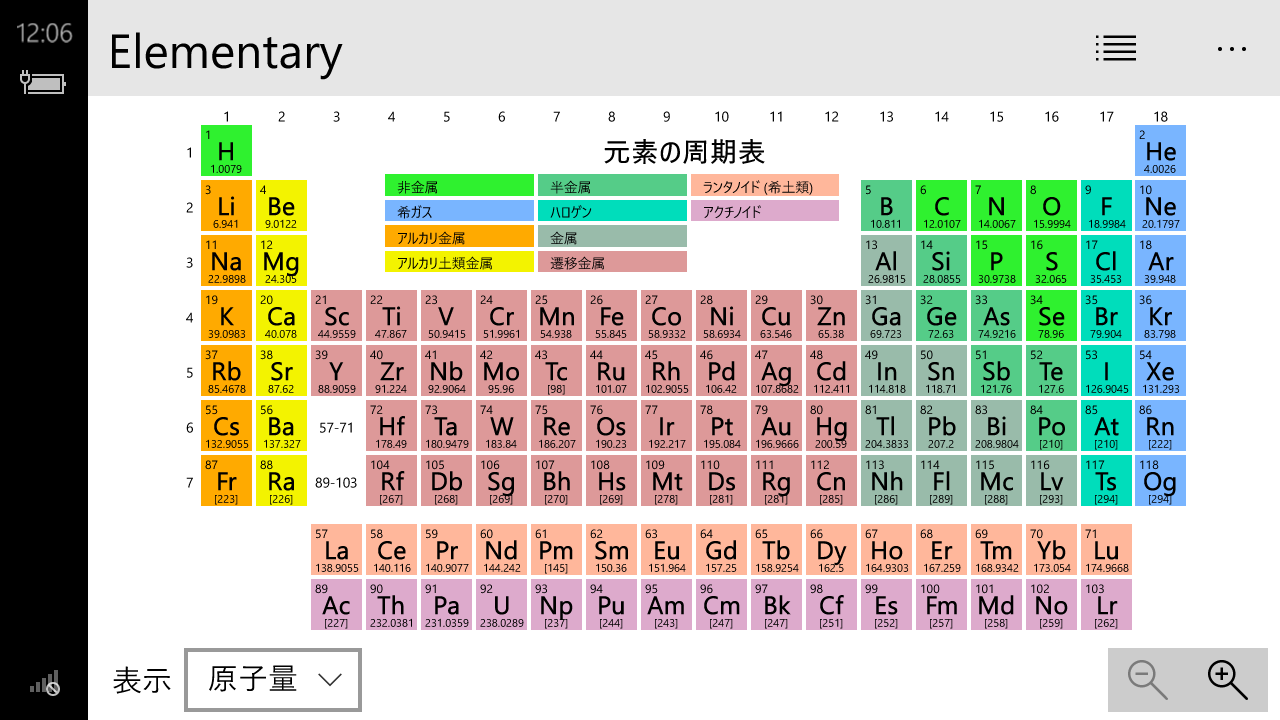 12:06
Elementary
1 2 3 4 5 6 7 8 9 10 11 12 13 14 15 16 17 18
元素の周期表
非金属 半金属 ランタノイド (希土類)
希ガス ハロゲン アクチノイド
アルカリ金属 金属
アルカリ土類金属 遷移金属
1
1 2
H He
1.0079 4.0026
2
3 4 5 6 7 8 9 10
Li Be B C N O F Ne
6.941 9.0122 10.811 12.0107 14.0067 15.9994 18.9984 20.1797
3
11 12 13 14 15 16 17 18
Na Mg Al Si P S Cl Ar
22.9898 24.305 26.9815 28.0855 30.9738 32.065 35.453 39.948
4
19 20 21 22 23 24 25 26 27 28 29 30 31 32 33 34 35 36
K Ca Sc Ti V Cr Mn Fe Co Ni Cu Zn Ga Ge As Se Br Kr
39.0983 40.078 44.9559 47.867 50.9415 51.9961 54.938 55.845 58.9332 58.6934 63.546 65.38 69.723 72.63 74.9216 78.96 79.904 83.798
5
37 38 39 40 41 42 43 44 45 46 47 48 49 50 51 52 53 54
Rb Sr Y Zr Nb Mo Tc Ru Rh Pd Ag Cd In Sn Sb Te I Xe
85.4678 87.62 88.9059 91.224 92.9064 95.96 [98] 101.07 102.9055 106.42 107.8682 112.411 114.818 118.71 121.76 127.6 126.9045 131.293
6
55 56 72 73 74 75 76 77 78 79 80 81 82 83 84 85 86
Cs Ba 57-71 Hf Ta W Re Os Ir Pt Au Hg Tl Pb Bi Po At Rn
132.9055 137.327 178.49 180.9479 183.84 186.207 190.23 192.217 195.084 196.9666 200.59 204.3833 207.2 208.9804 [210] [210] [222]
7
87 88 104 105 106 107 108 109 110 111 112 113 114 115 116 117 118
Fr Ra 89-103 Rf Db Sg Bh Hs Mt Ds Rg Cn Nh Fl Mc Lv Ts Og
[223] [226] [267] [268] [269] [270] [269] [278] [281] [281] [285] [286] [289] [288] [293] [294] [294]
57 58 59 60 61 62 63 64 65 66 67 68 69 70 71
La Ce Pr Nd Pm Sm Eu Gd Tb Dy Ho Er Tm Yb Lu
138.9055 140.116 140.9077 144.242 [145] 150.36 151.964 157.25 158.9254 162.5 164.9303 167.259 168.9342 173.054 174.9668
89 90 91 92 93 94 95 96 97 98 99 100 101 102 103
Ac Th Pa U Np Pu Am Cm Bk Cf Es Fm Md No Lr
[227] 232.0381 231.0359 238.0289 [237] [244] [243] [247] [247] [251] [252] [257] [258] [259] [262]
表示 原子量